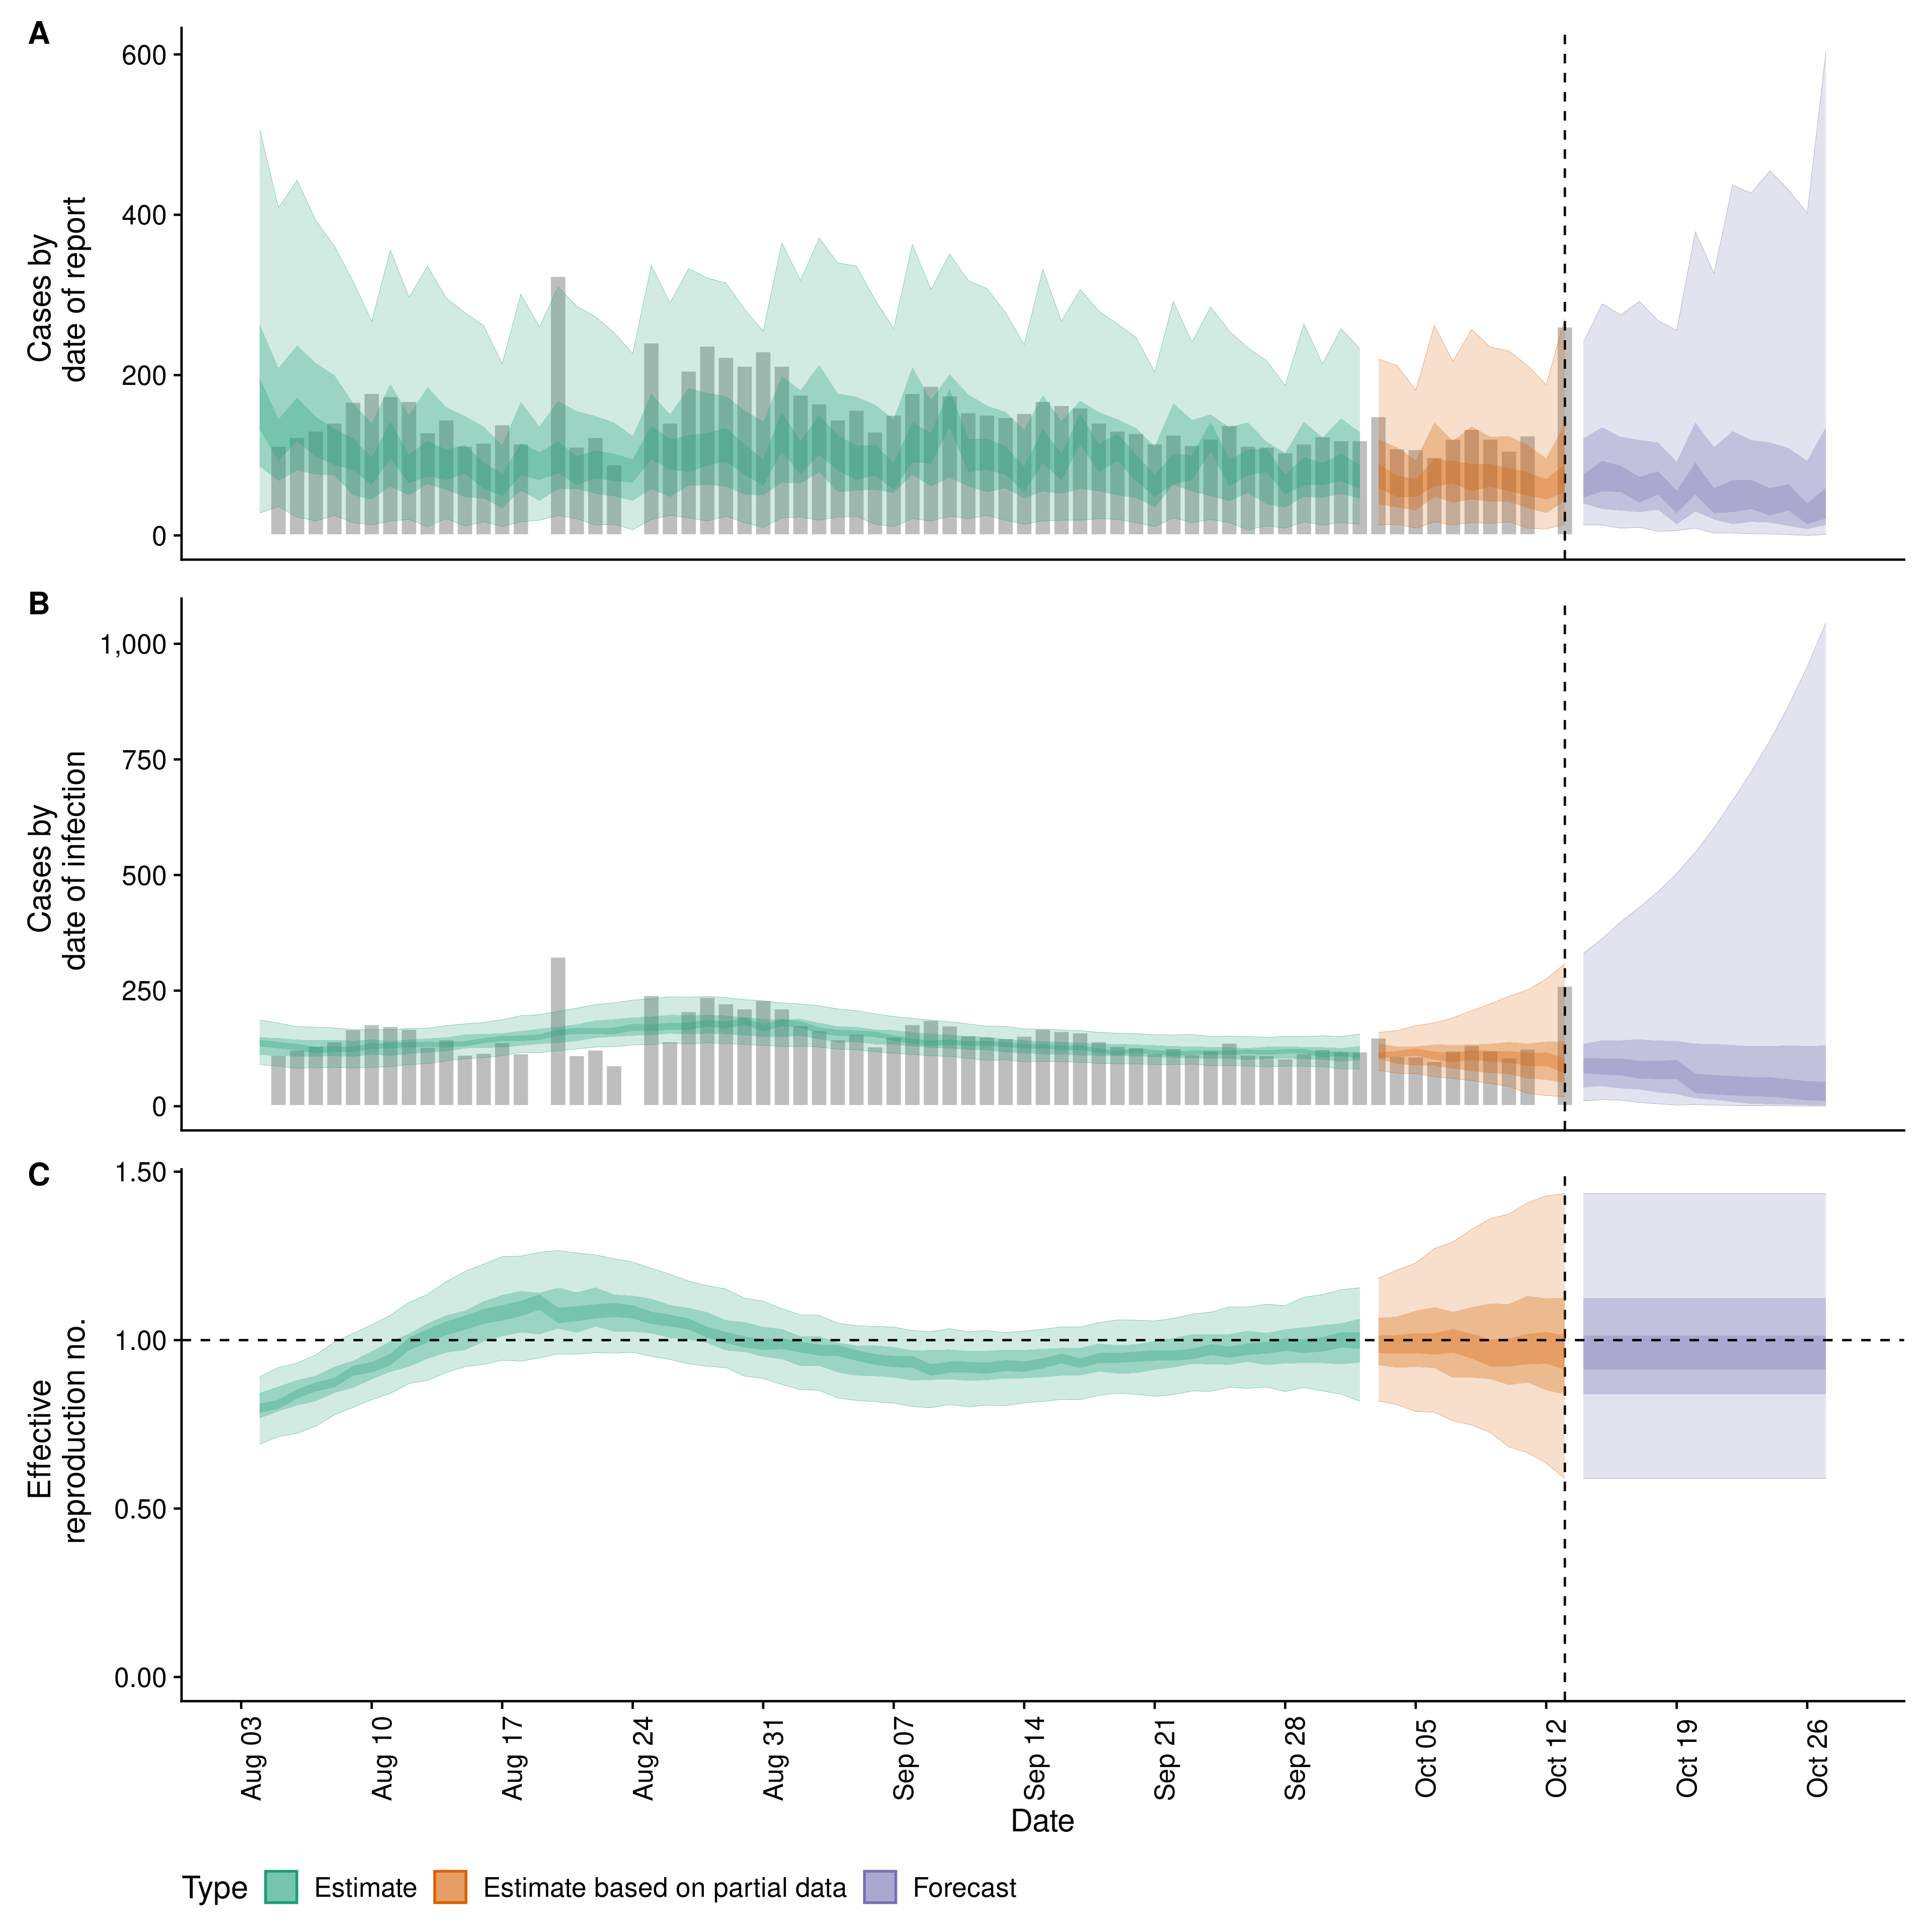 A
600
400
200
0
Cases by
date of report
B
1,000
750
500
250
0
Cases by
date of infection
C
1.50
1.00
0.50
0.00
Effective
reproduction no.
Aug 03
Aug 10
Aug 17
Aug 24
Aug 31
Sep 07
Sep 14
Sep 21
Sep 28
Oct 05
Oct 12
Oct 19
Oct 26
Date
Type Estimate Estimate based on partial data Forecast